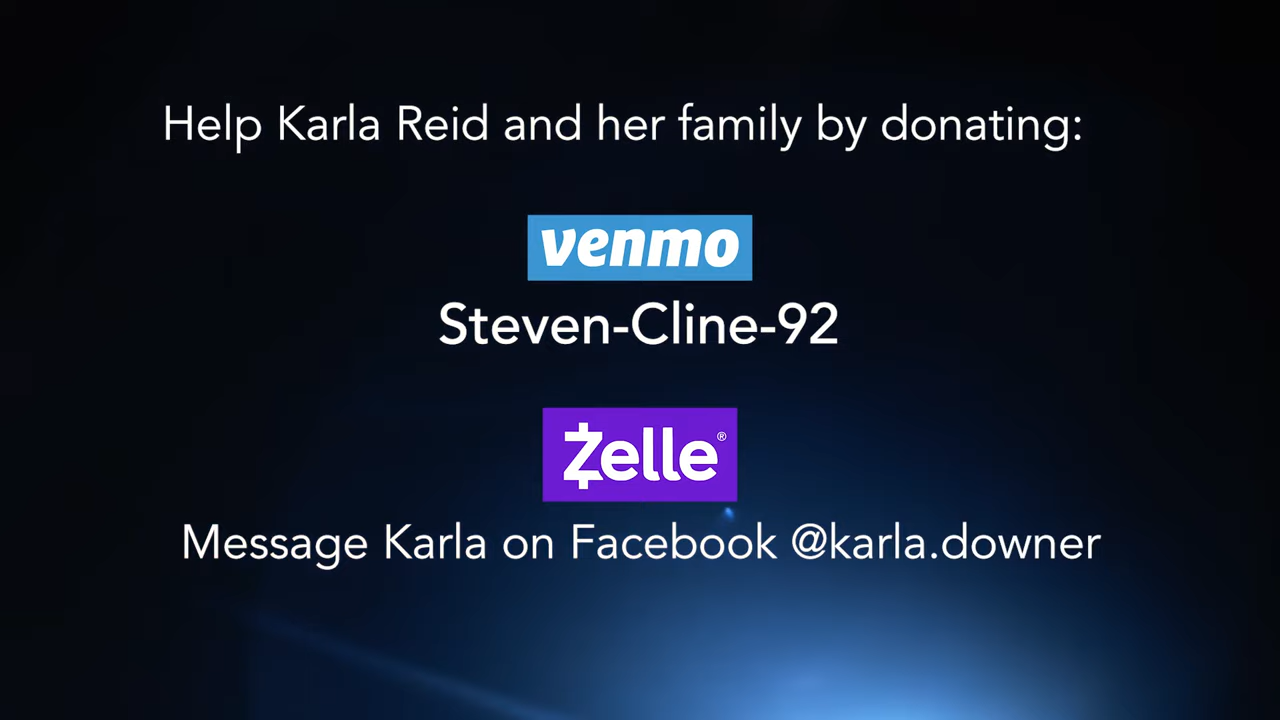 Help Karla Reid and her family by donating:
venmo
Steven-Cline-92
Zelle®
Message Karla on Facebook @karla.downer